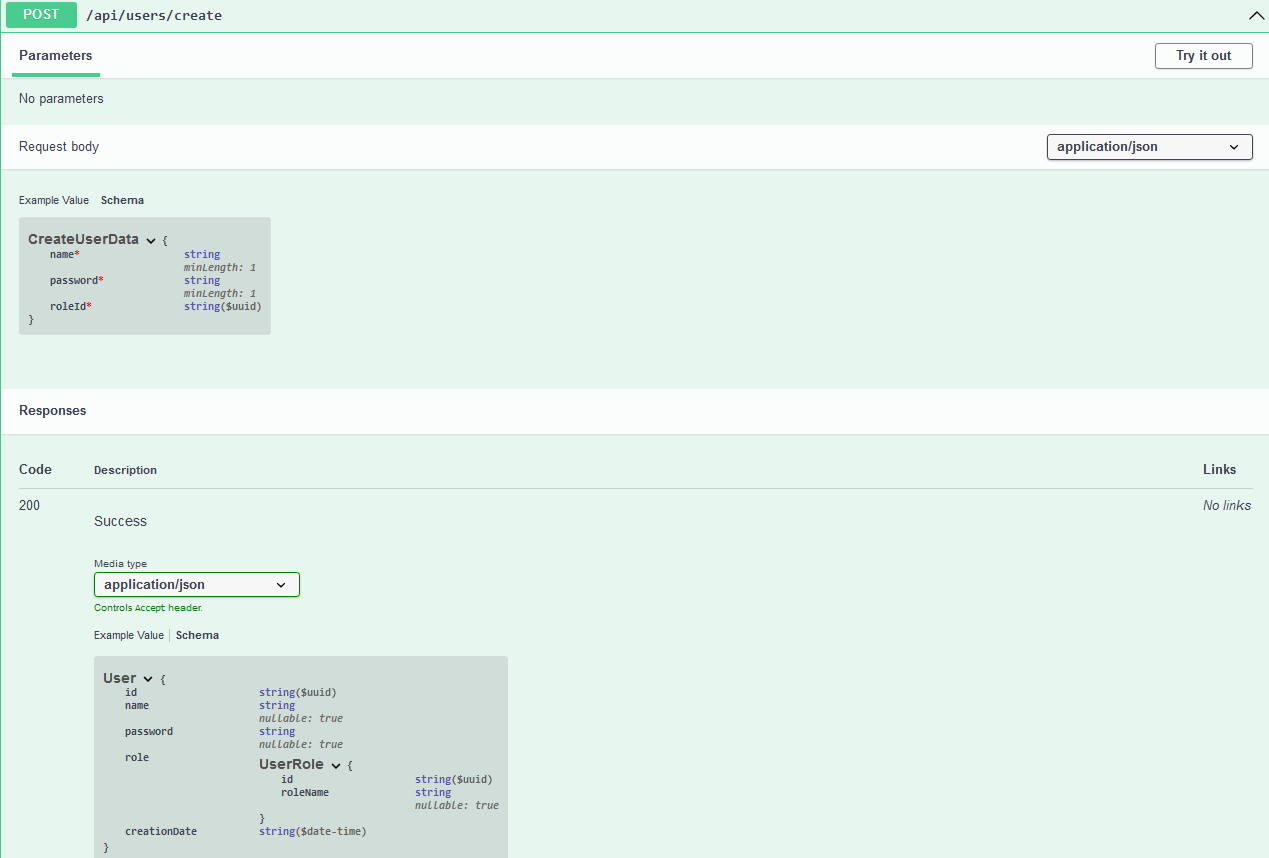 POST /api/users/create
Parameters Try it out
No parameters
Request body application/json
Example Value Schema
CreateUserData {
name* string
minLength: 1
password* string
minLength: 1
roleId* string($uuid)
}
Responses
Code Description Links
200 No links
Success
Media type
application/json
Controls Accept header.
Example Value Schema
User {
id string($uuid)
name string
nullable: true
password string
nullable: true
role
UserRole {
id string($uuid)
roleName string
nullable: true
}
creationDate string($date-time)
}